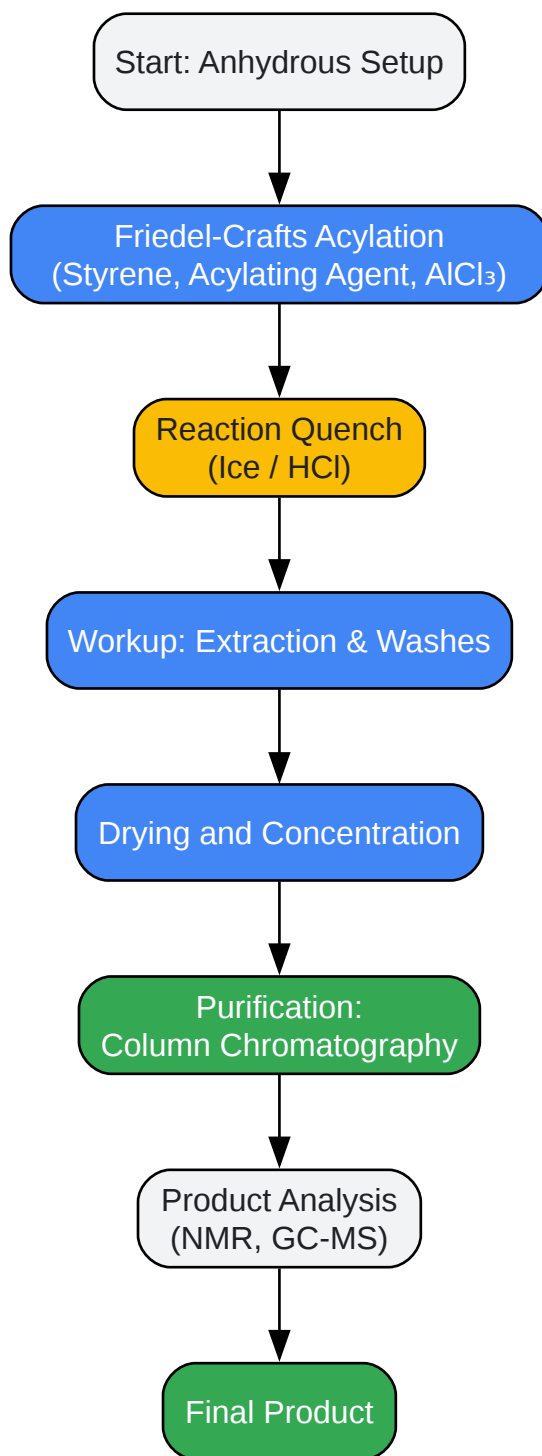 Start: Anhydrous Setup
Friedel-Crafts Acylation
(Styrene, Acylating Agent, AlCl₃)
Reaction Quench
(Ice / HCl)
Workup: Extraction & Washes
Drying and Concentration
Purification:
Column Chromatography
Product Analysis
(NMR, GC-MS)
Final Product